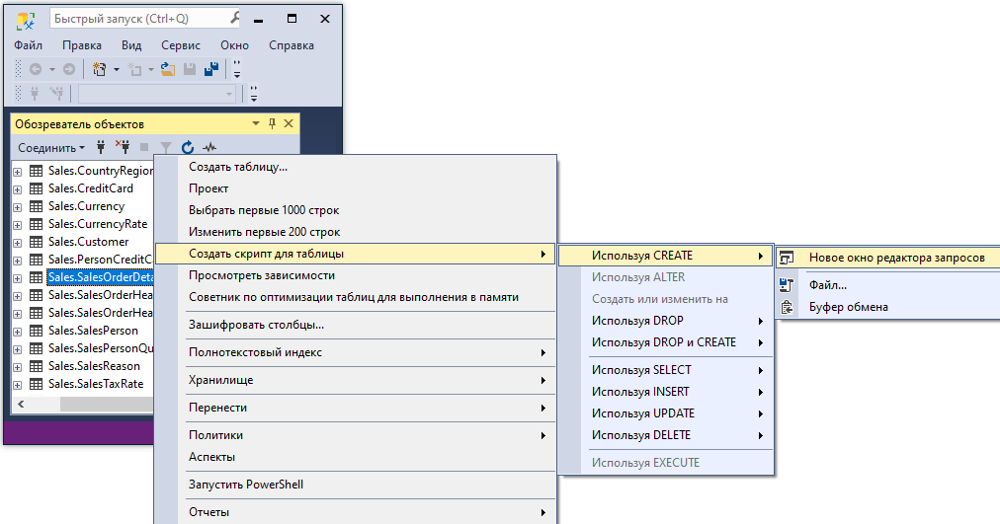 Быстрый запуск (Ctrl+Q)
Файл Правка Вид Сервис Окно Справка
Обозреватель объектов
Соединить
Sales.CountryRegion
Sales.CreditCard
Sales.Currency
Sales.CurrencyRate
Sales.Customer
Sales.PersonCreditC
Sales.SalesOrderDeta
Sales.SalesOrderHea
Sales.SalesOrderHea
Sales.SalesPerson
Sales.SalesPersonQu
Sales.SalesReason
Sales.SalesTaxRate
Создать таблицу...
Проект
Выбрать первые 1000 строк
Изменить первые 200 строк
Создать скрипт для таблицы
Просмотреть зависимости
Советник по оптимизации таблиц для выполнения в памяти
Зашифровать столбцы...
Полнотекстовый индекс
Хранилище
Перенести
Политики
Аспекты
Запустить PowerShell
Отчеты
Используя CREATE
Используя ALTER
Создать или изменить на
Используя DROP
Используя DROP и CREATE
Используя SELECT
Используя INSERT
Используя UPDATE
Используя DELETE
Используя EXECUTE
Новое окно редактора запросов
Файл...
Буфер обмена